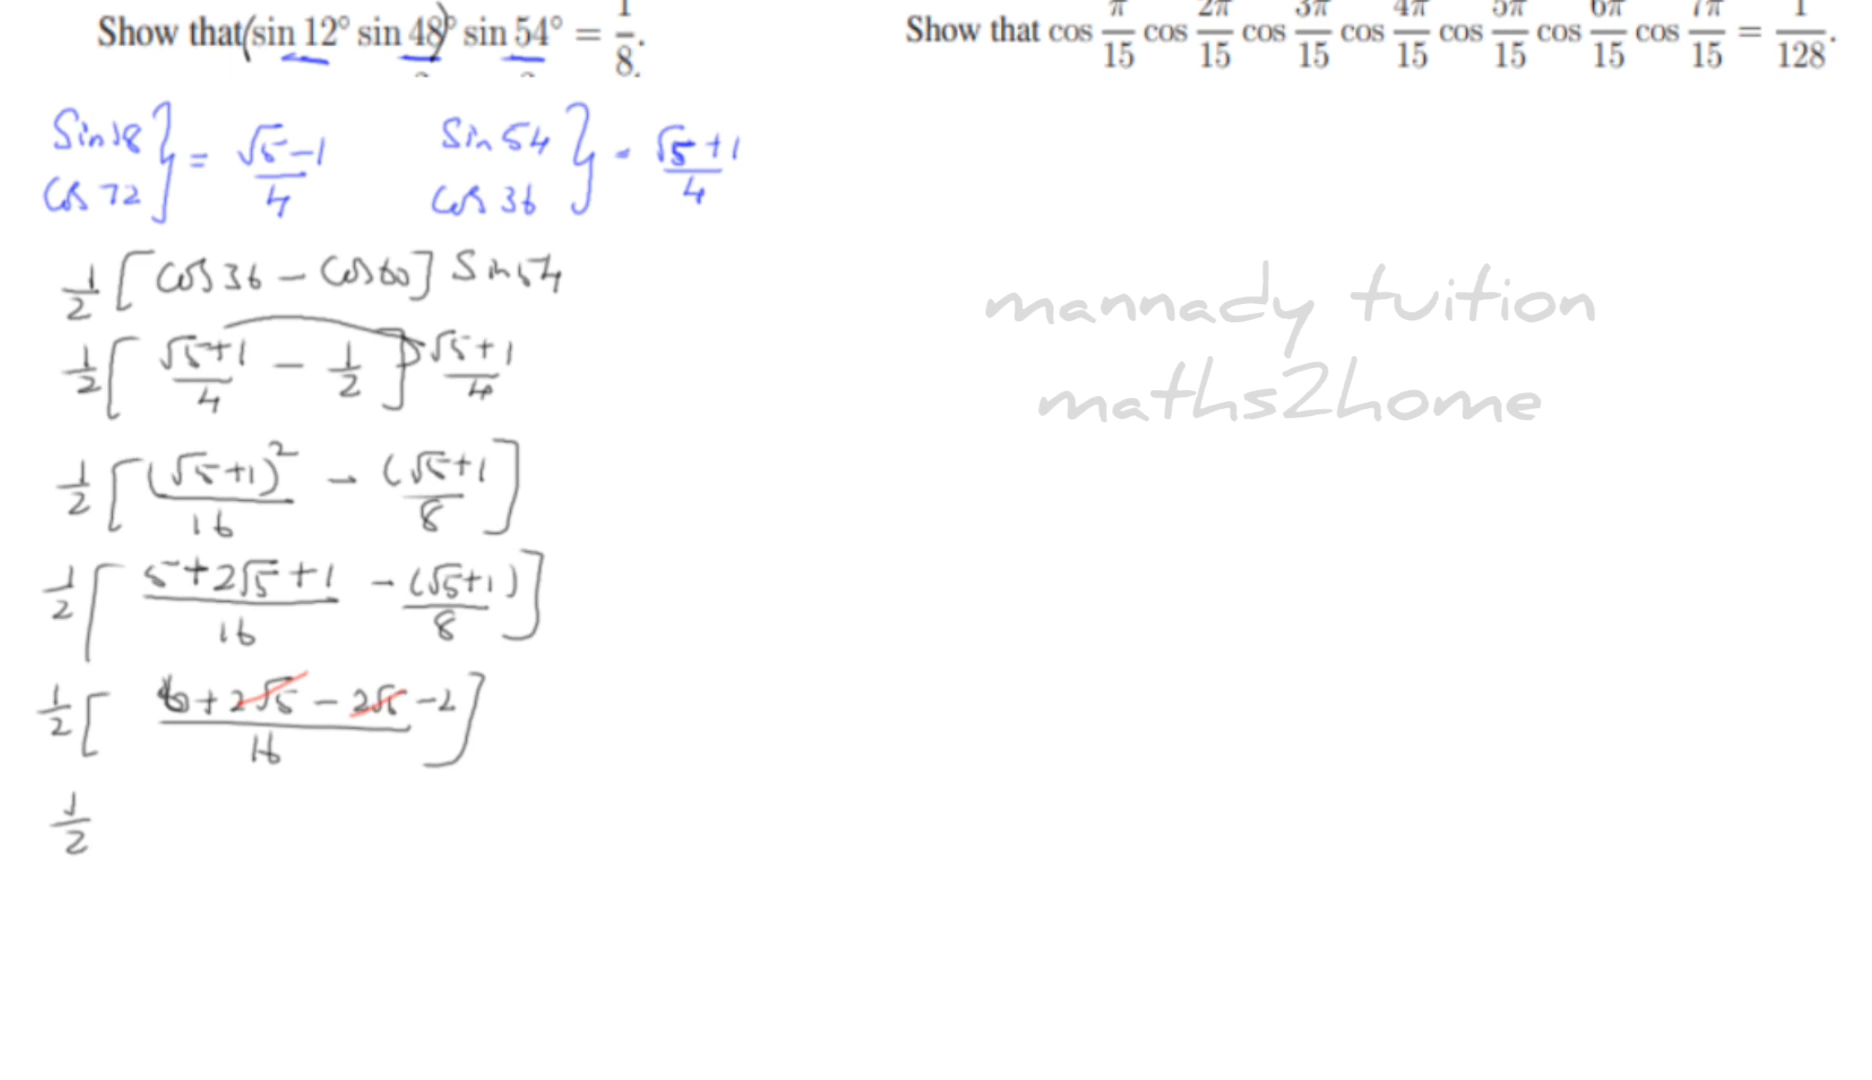 Show that (sin 12° sin 48)° sin 54° = 1/8.
Sin 18 } = √5-1/4
Cos 72
Sin 54 } = √5+1/4
Cos 36
1/2 [cos 36 - cos 60] Sin 54
1/2 [√5+1/4 - 1/2] √5+1/4
1/2 [(√5+1)²/16 - (√5+1/8]
1/2 [5+2√5+1/16 - (√5+1)/8]
1/2 [6+2√5 - 2√5 -2/16]
1/2
Show that cos π/15 cos 2π/15 cos 3π/15 cos 4π/15 cos 5π/15 cos 6π/15 cos 7π/15 = 1/128.
mannady tuition
maths2home